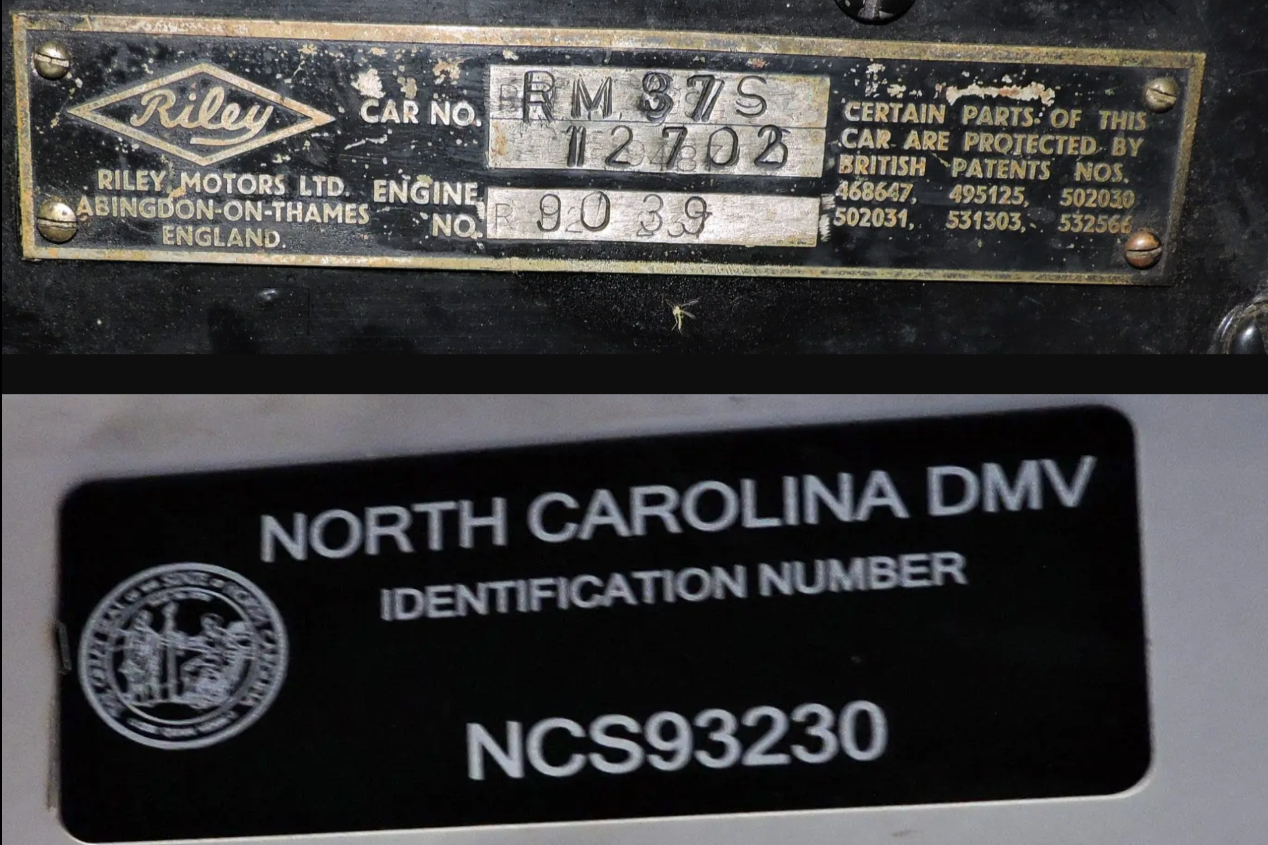 Riley
RILEY MOTORS LTD.
ABINGDON-ON-THAMES
ENGLAND.
CAR NO.
RM 37S
12702
ENGINE
NO.
9039
CERTAIN PARTS OF THIS
CAR ARE PROTECTED BY
BRITISH PATENTS NOS.
468647, 495125, 502030
502031, 531303, 532566
NORTH CAROLINA DMV
IDENTIFICATION NUMBER
NCS93230